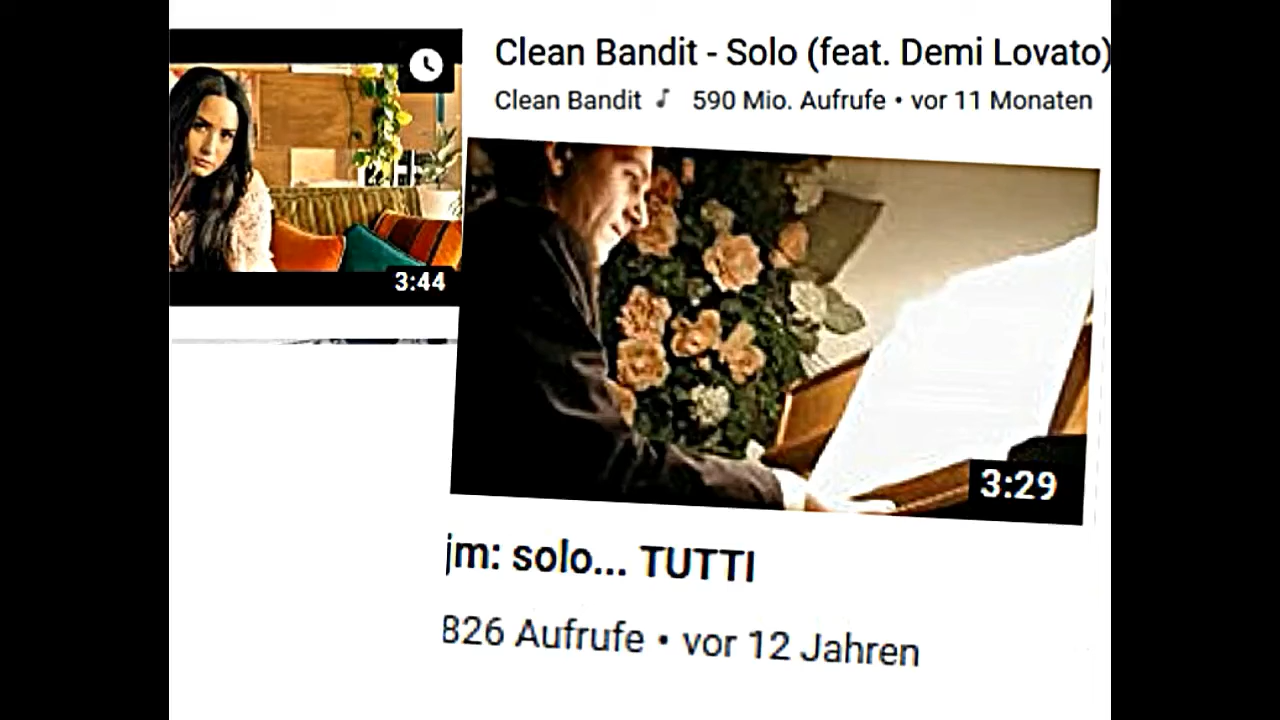 Clean Bandit - Solo (feat. Demi Lovato)
Clean Bandit ♪ 590 Mio. Aufrufe • vor 11 Monaten
3:44
3:29
jm: solo... TUTTI
826 Aufrufe • vor 12 Jahren